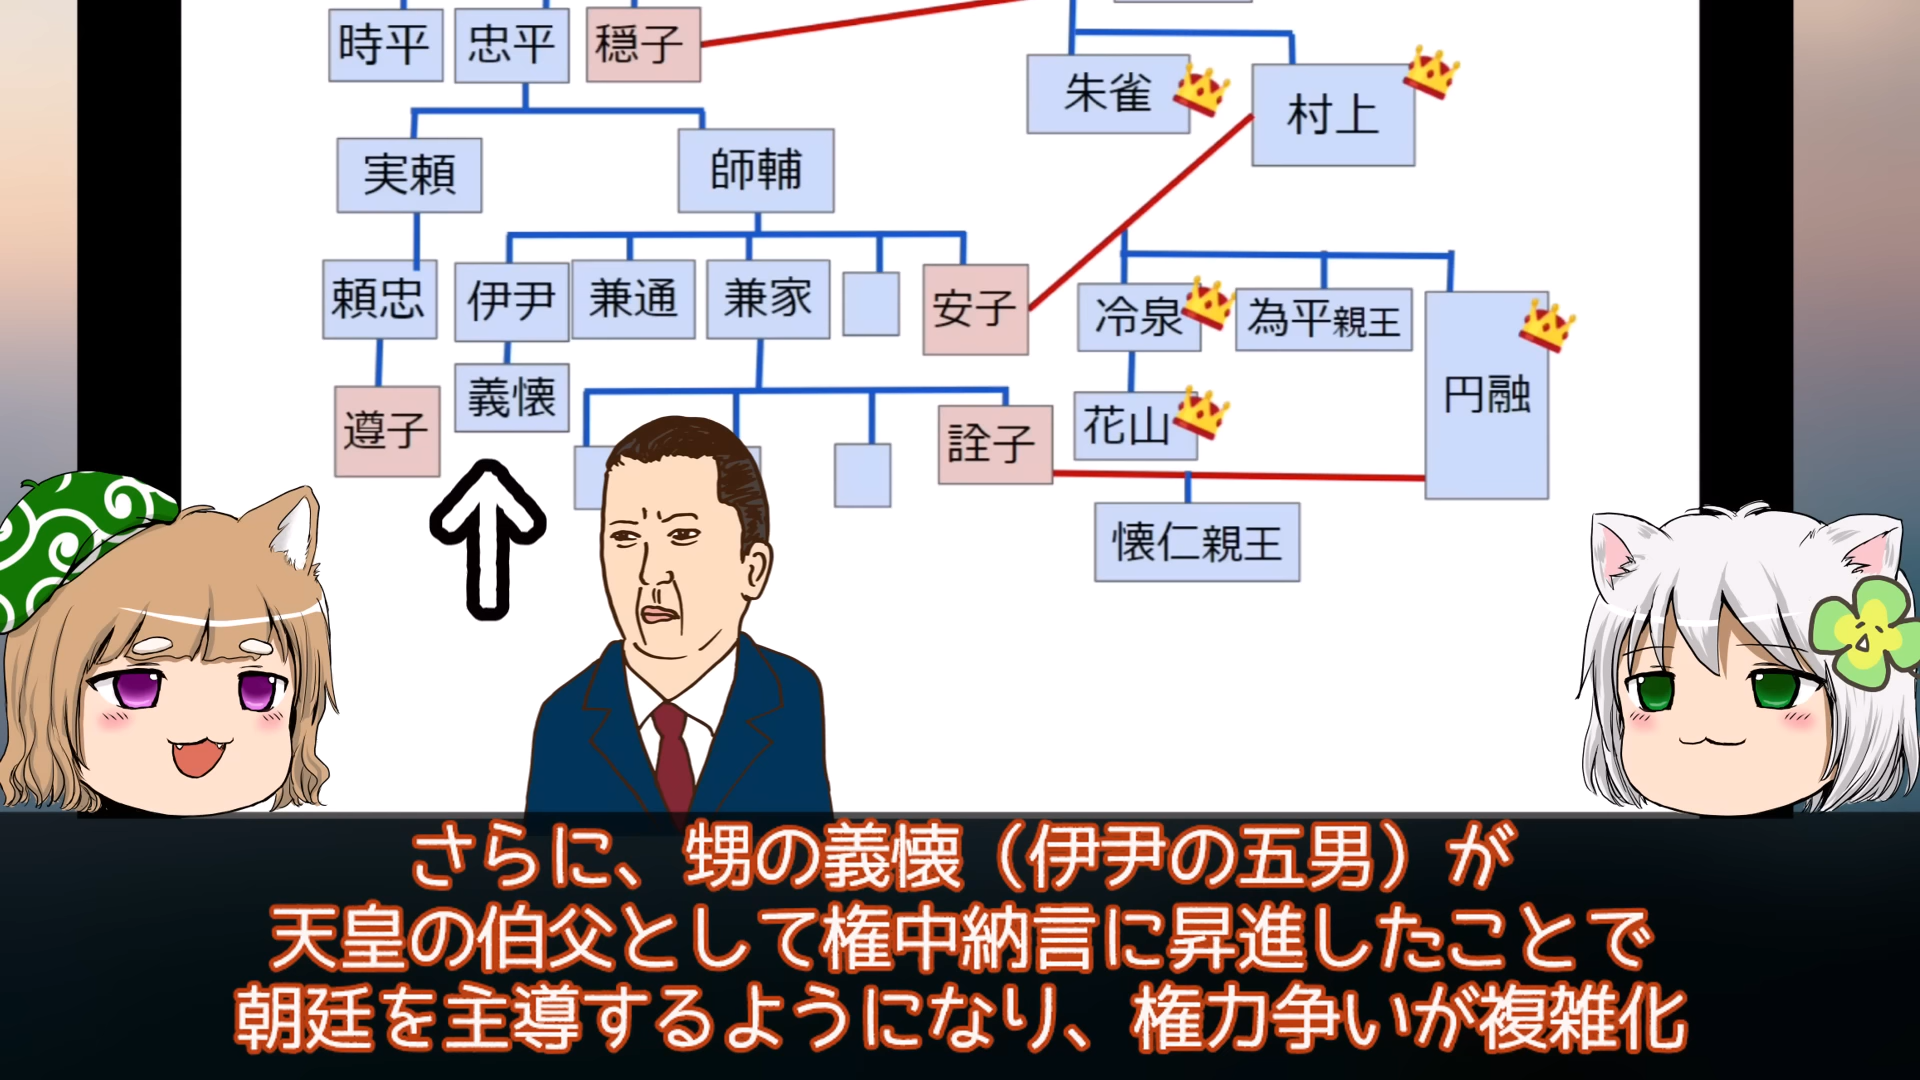 時平
忠平
穏子
朱雀
村上
実頼
師輔
頼忠
伊尹
兼通
兼家
安子
冷泉
為平親王
円融
遵子
義懐
詮子
花山
懐仁親王
さらに、甥の義懐（伊尹の五男）が
天皇の伯父として権中納言に昇進したことで
朝廷を主導するようになり、権力争いが複雑化